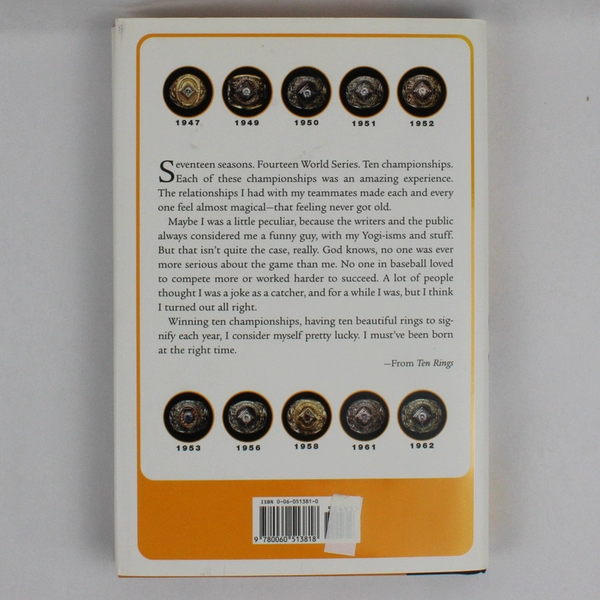 1947 1949 1950 1951 1952
Seventeen seasons. Fourteen World Series. Ten championships.
Each of these championships was an amazing experience.
The relationships I had with my teammates made each and every
one feel almost magical—that feeling never got old.
Maybe I was a little peculiar, because the writers and the public
always considered me a funny guy, with my Yogi-isms and stuff.
But that isn't quite the case, really. God knows, no one was ever
more serious about the game than me. No one in baseball loved
to compete more or worked harder to succeed. A lot of people
thought I was a joke as a catcher, and for a while I was, but I think
I turned out all right.
Winning ten championships, having ten beautiful rings to sig-
nify each year, I consider myself pretty lucky. I must've been born
at the right time.
—From Ten Rings
1953 1956 1958 1961 1962
ISBN 0-06-051381-0
9 780060 513818